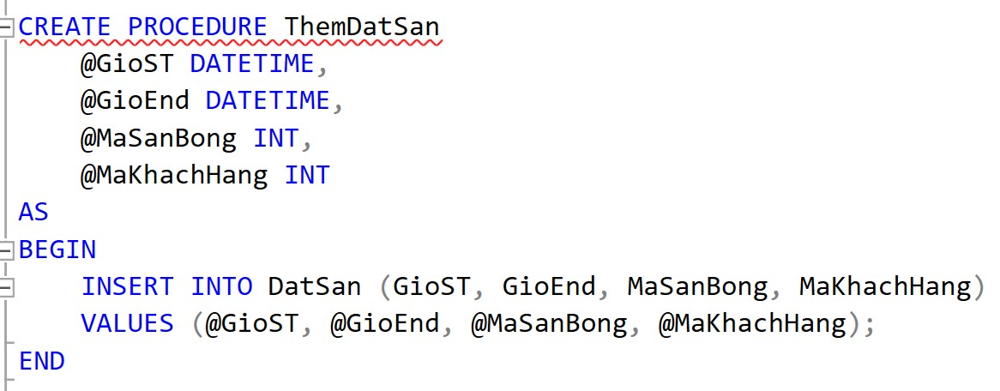 CREATE PROCEDURE ThemDatSan
    @GioST DATETIME,
    @GioEnd DATETIME,
    @MaSanBong INT,
    @MaKhachHang INT
AS
BEGIN
    INSERT INTO DatSan (GioST, GioEnd, MaSanBong, MaKhachHang)
    VALUES (@GioST, @GioEnd, @MaSanBong, @MaKhachHang);
END